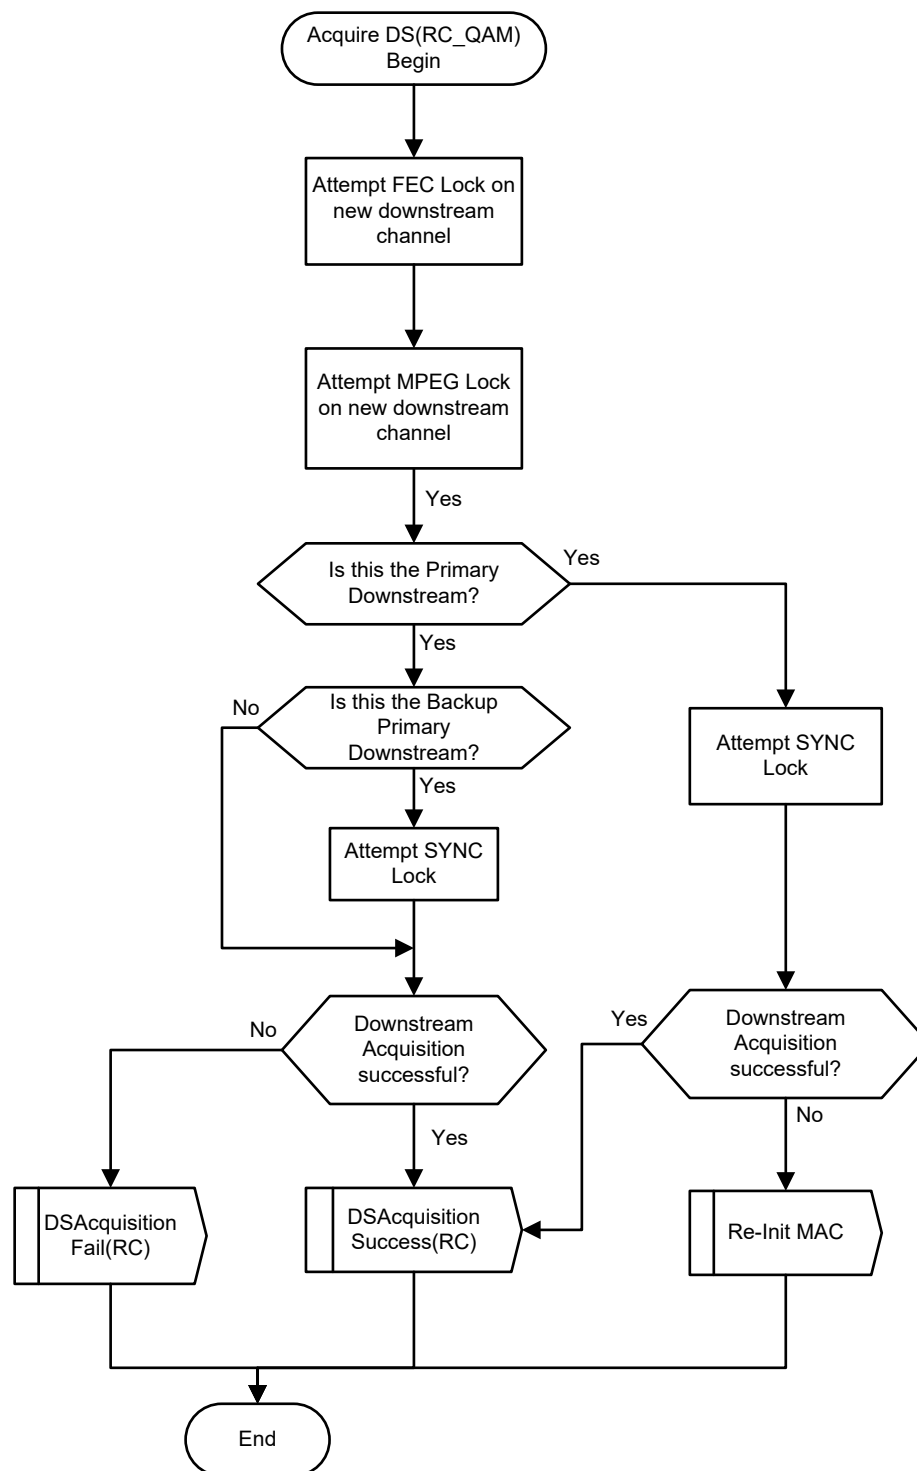 Acquire DS(RC_QAM)
Begin
Attempt FEC Lock on
new downstream
channel
Attempt MPEG Lock
on new downstream
channel
Yes
Is this the Primary
Downstream?
Yes
Yes
Is this the Backup
Primary
Downstream?
No
Yes
Attempt SYNC
Lock
Attempt SYNC
Lock
Downstream
Acquisition
successful?
No
Yes
Downstream
Acquisition
successful?
Yes
No
DSAcquisition
Fail(RC)
DSAcquisition
Success(RC)
Re-Init MAC
End